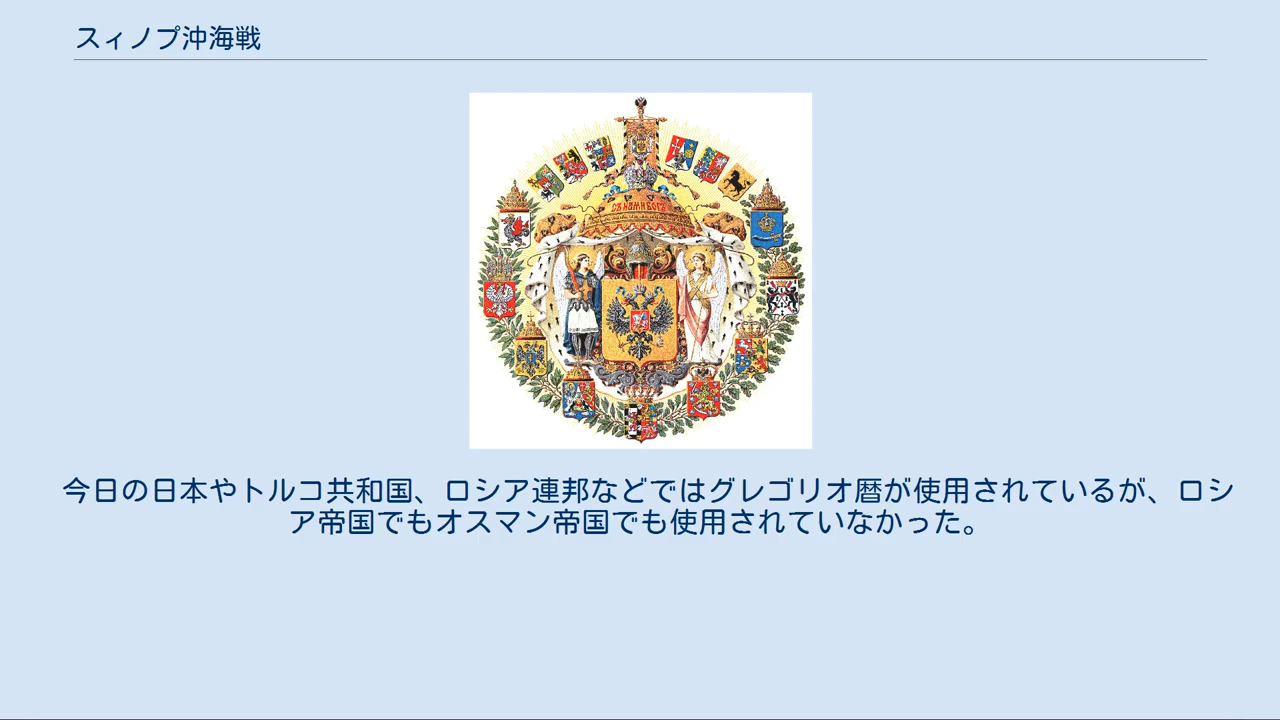 スィノプ沖海戦
今日の日本やトルコ共和国、ロシア連邦などではグレゴリオ暦が使用されているが、ロシ
ア帝国でもオスマン帝国でも使用されていなかった。